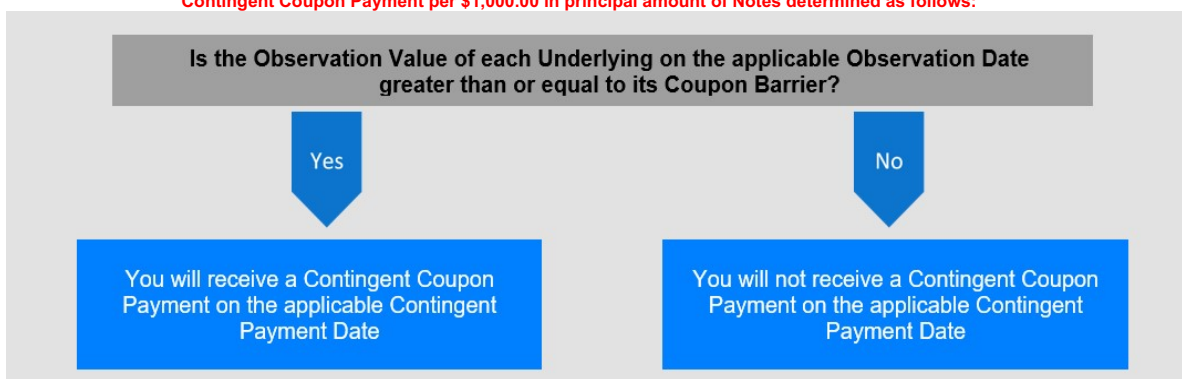 Contingent Coupon Payment per $1,000.00 in principal amount of Notes determined as follows:
Is the Observation Value of each Underlying on the applicable Observation Date
greater than or equal to its Coupon Barrier?
Yes
No
You will receive a Contingent Coupon
Payment on the applicable Contingent
Payment Date
You will not receive a Contingent Coupon
Payment on the applicable Contingent
Payment Date